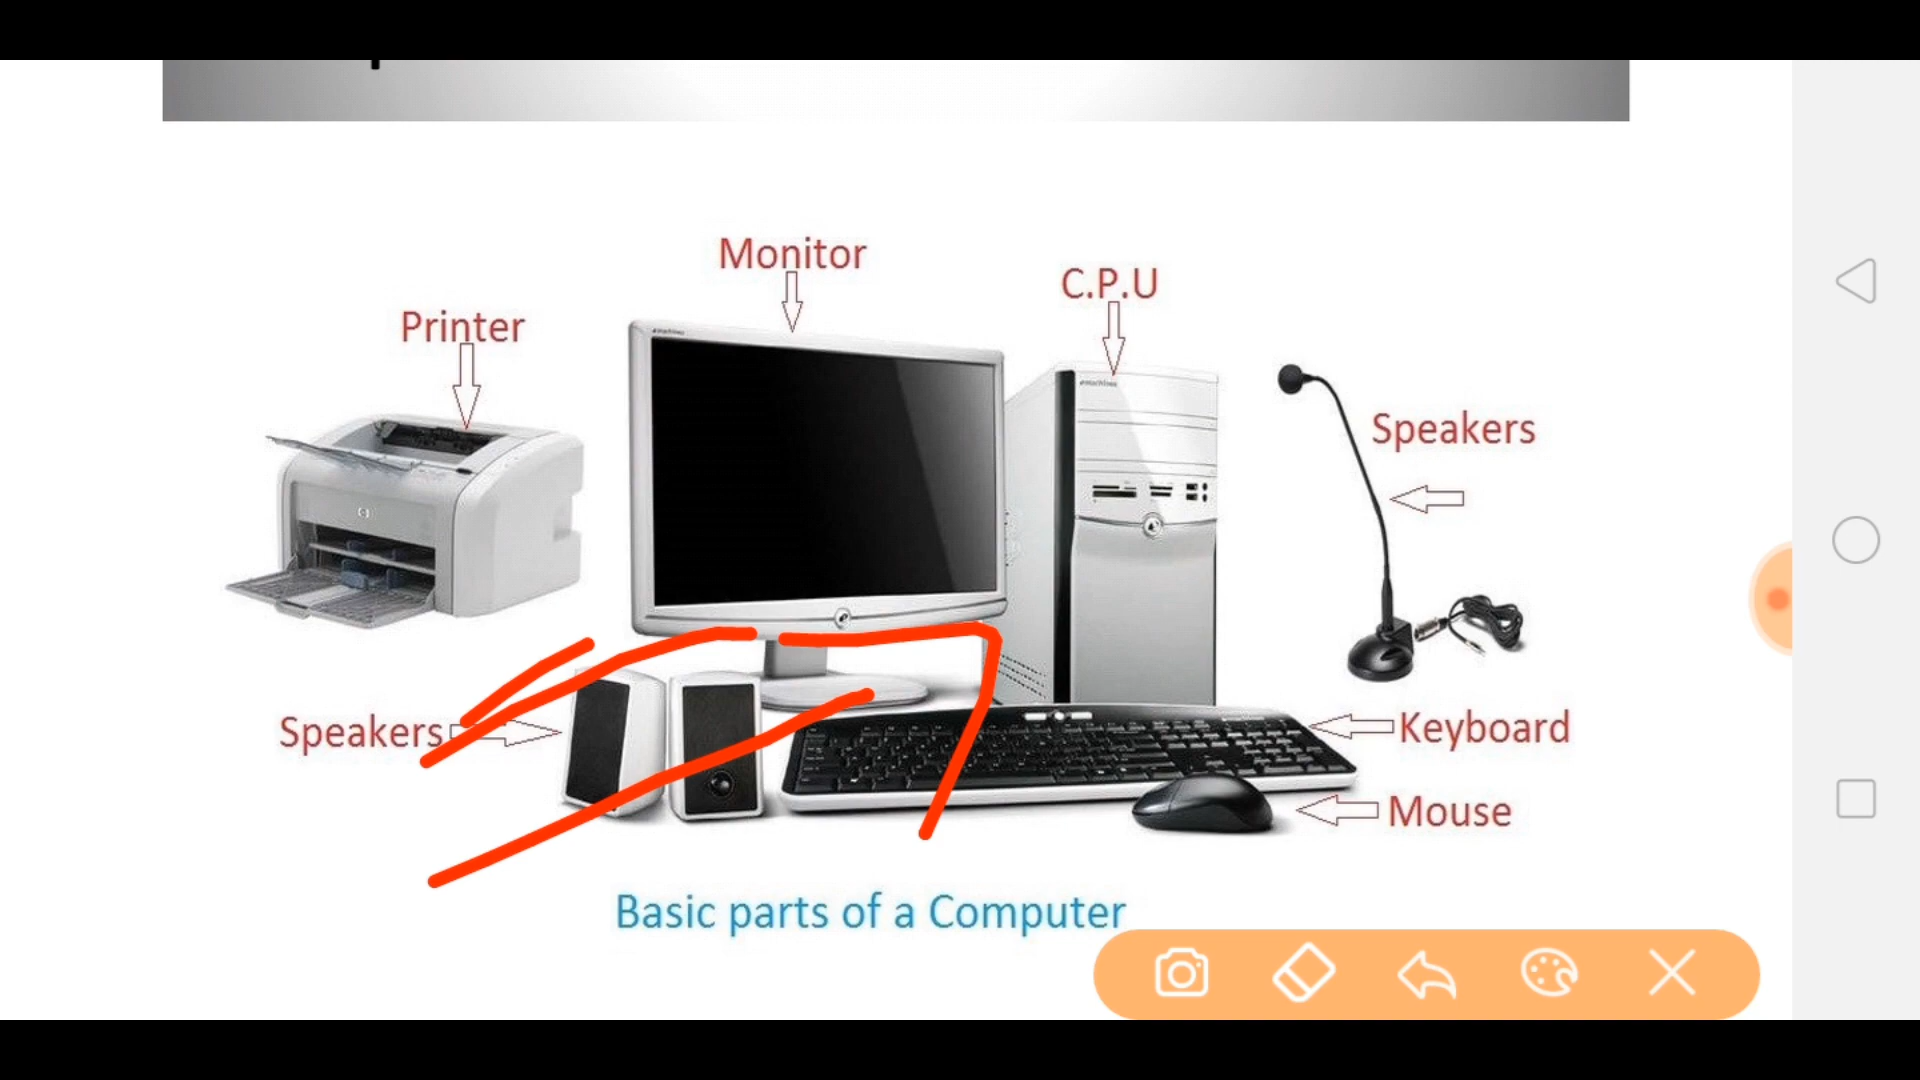 Monitor
C.P.U
Printer
Speakers
Speakers
Keyboard
Mouse
Basic parts of a Computer